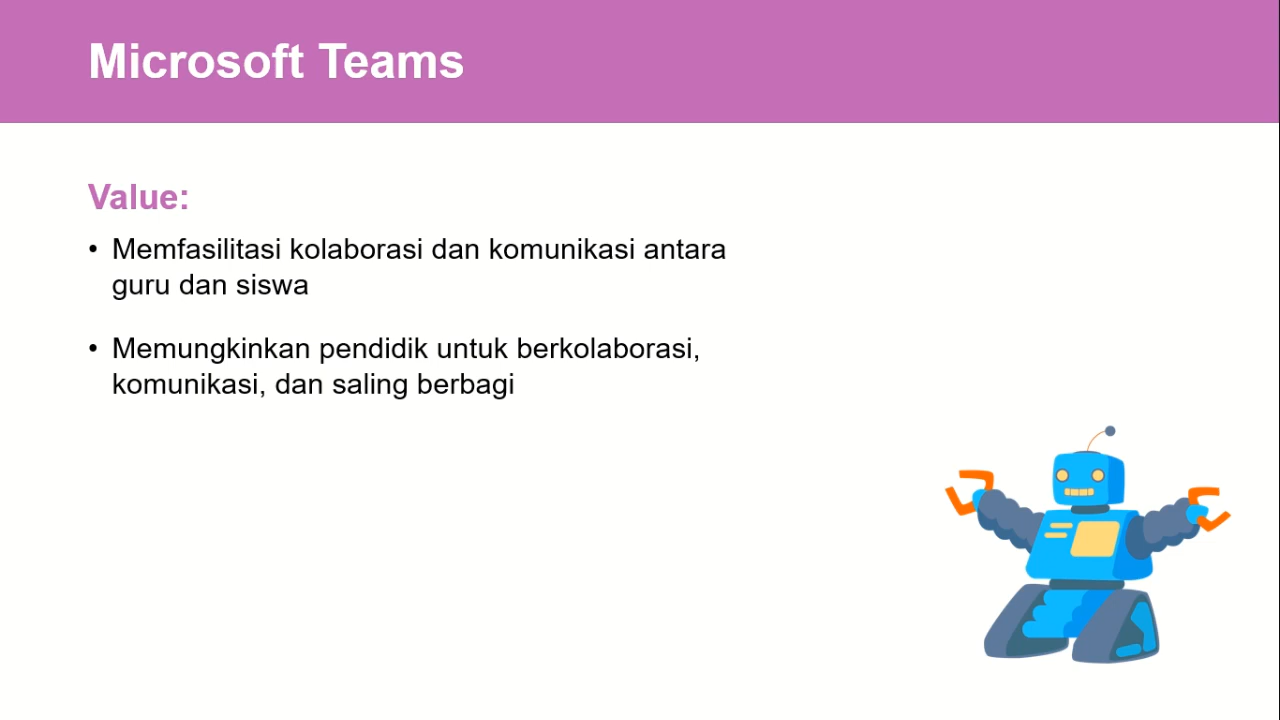 Microsoft Teams
Value:
• Memfasilitasi kolaborasi dan komunikasi antara
guru dan siswa
• Memungkinkan pendidik untuk berkolaborasi,
komunikasi, dan saling berbagi